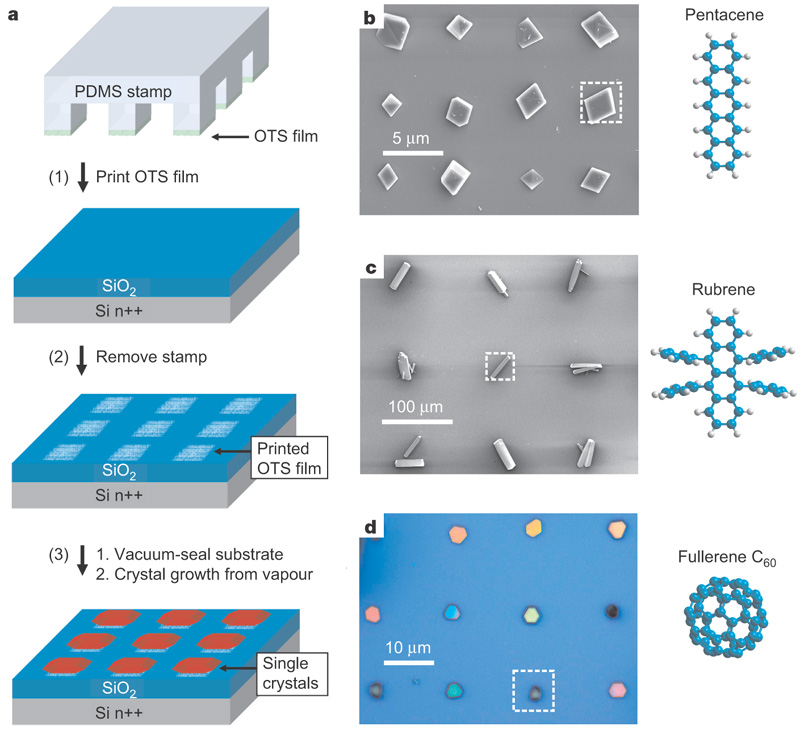 a
PDMS stamp
OTS film
(1) Print OTS film
SiO₂
Si n++
(2) Remove stamp
Printed
OTS film
SiO₂
Si n++
(3) 1. Vacuum-seal substrate
2. Crystal growth from vapour
Single
crystals
SiO₂
Si n++
b
5 μm
Pentacene
c
100 μm
Rubrene
d
10 μm
Fullerene C₆₀